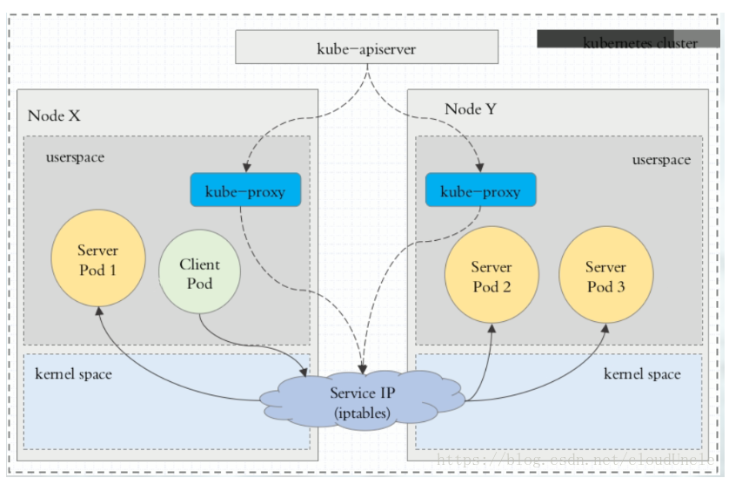 kube-apiserver
kubernetes cluster
Node X
Node Y
userspace
userspace
kube-proxy
kube-proxy
Server
Pod 1
Client
Pod
Server
Pod 2
Server
Pod 3
kernel space
kernel space
Service IP
(iptables)
https://blog.csdn.net/cloudUncle